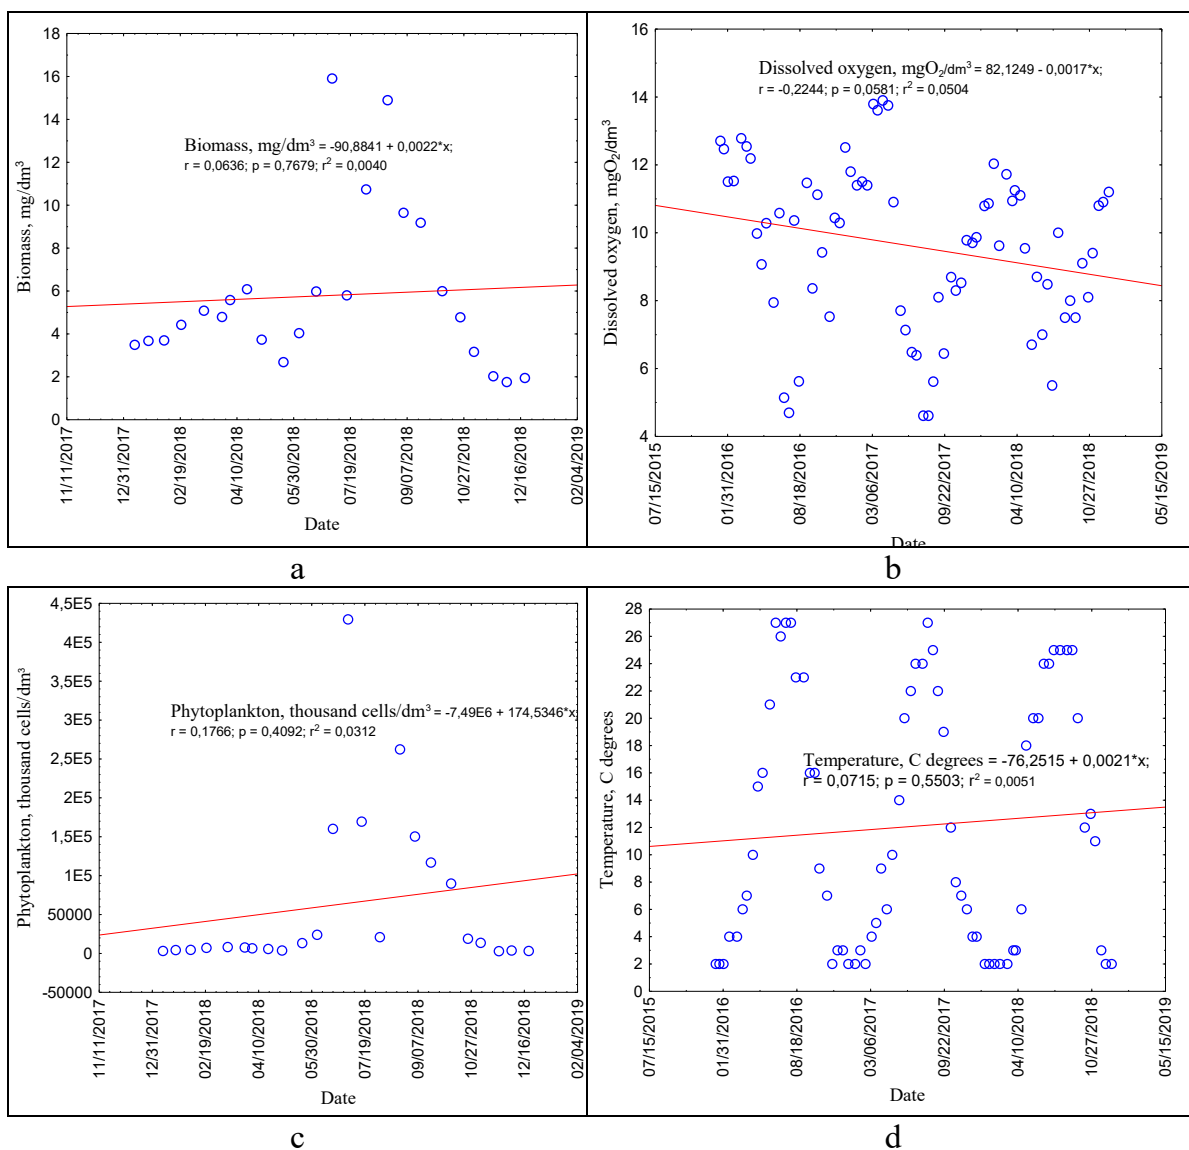 18
16
14
12
10
8
6
4
2
0
Biomass, mg/dm³
Biomass, mg/dm³ = -90,8841 + 0,0022*x;
r = 0,0636; p = 0,7679; r² = 0,0040
11/11/2017
12/31/2017
02/19/2018
04/10/2018
05/30/2018
07/19/2018
09/07/2018
10/27/2018
12/16/2018
02/04/2019
Date
a
16
14
12
10
8
6
4
Dissolved oxygen, mgO₂/dm³
Dissolved oxygen, mgO₂/dm³ = 82,1249 - 0,0017*x;
r = -0,2244; p = 0,0581; r² = 0,0504
07/15/2015
01/31/2016
08/18/2016
03/06/2017
09/22/2017
04/10/2018
10/27/2018
05/15/2019
Date
b
4,5E5
4E5
3,5E5
3E5
2,5E5
2E5
1,5E5
1E5
50000
0
-50000
Phytoplankton, thousand cells/dm³
Phytoplankton, thousand cells/dm³ = -7,49E6 + 174,5346*x;
r = 0,1766; p = 0,4092; r² = 0,0312
11/11/2017
12/31/2017
02/19/2018
04/10/2018
05/30/2018
07/19/2018
09/07/2018
10/27/2018
12/16/2018
02/04/2019
Date
c
28
26
24
22
20
18
16
14
12
10
8
6
4
2
0
Temperature, C degrees
Temperature, C degrees = -76,2515 + 0,0021*x;
r = 0,0715; p = 0,5503; r² = 0,0051
07/15/2015
01/31/2016
08/18/2016
03/06/2017
09/22/2017
04/10/2018
10/27/2018
05/15/2019
Date
d